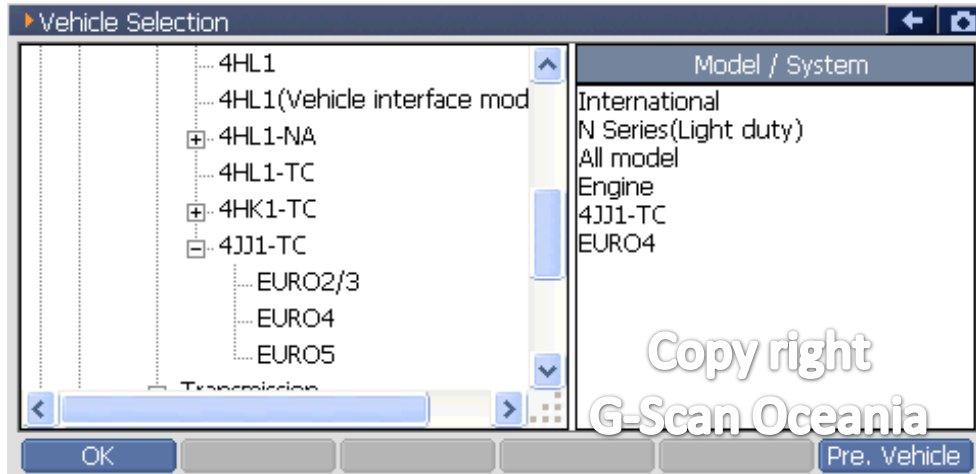 Vehicle Selection
4HL1
4HL1(Vehicle interface mod
4HL1-NA
4HL1-TC
4HK1-TC
4JJ1-TC
EURO2/3
EURO4
EURO5
Transmission
Model / System
International
N Series(Light duty)
All model
Engine
4JJ1-TC
EURO4
Copy right
G-Scan Oceania
OK
Pre. Vehicle